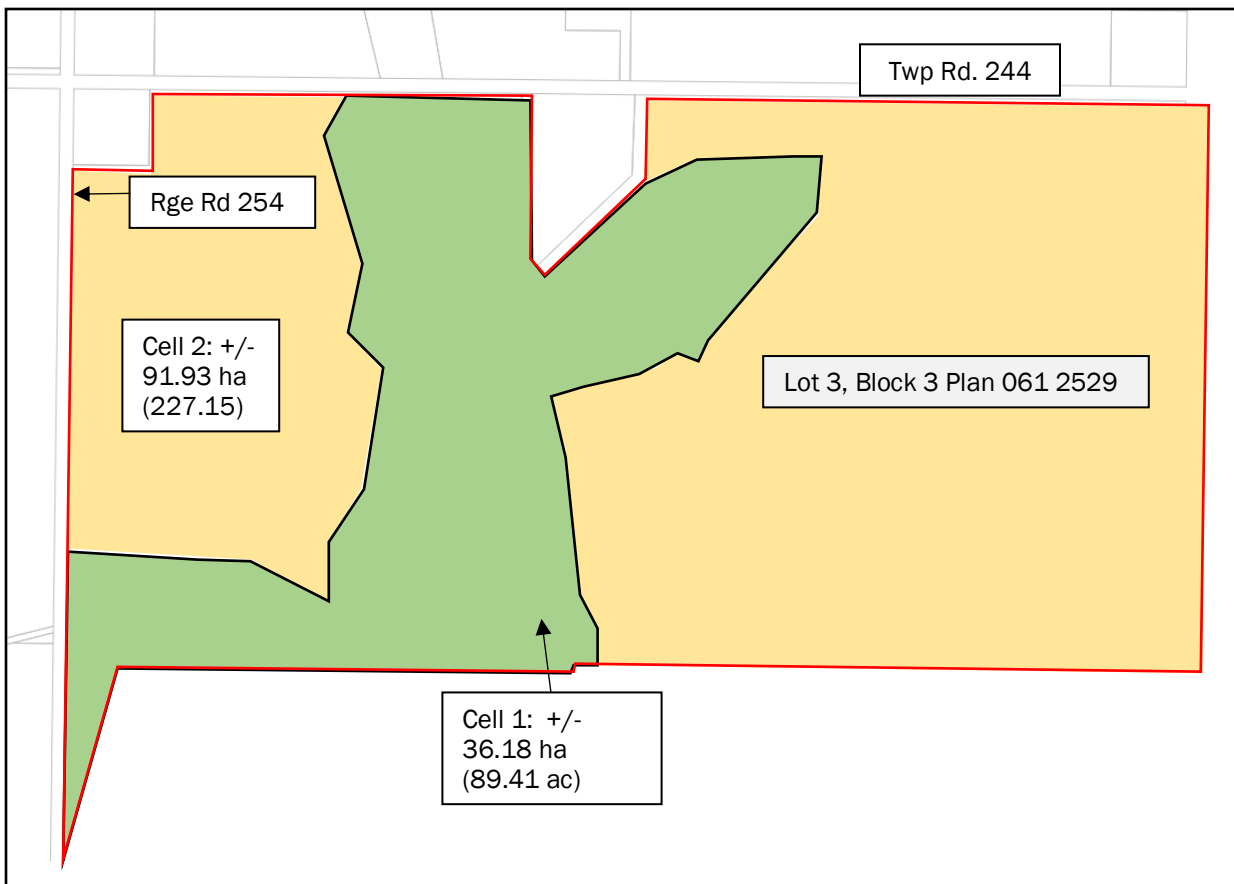 Twp Rd. 244
Rge Rd 254
Cell 2: +/-
91.93 ha
(227.15)
Lot 3, Block 3 Plan 061 2529
Cell 1:  +/-
36.18 ha
(89.41 ac)